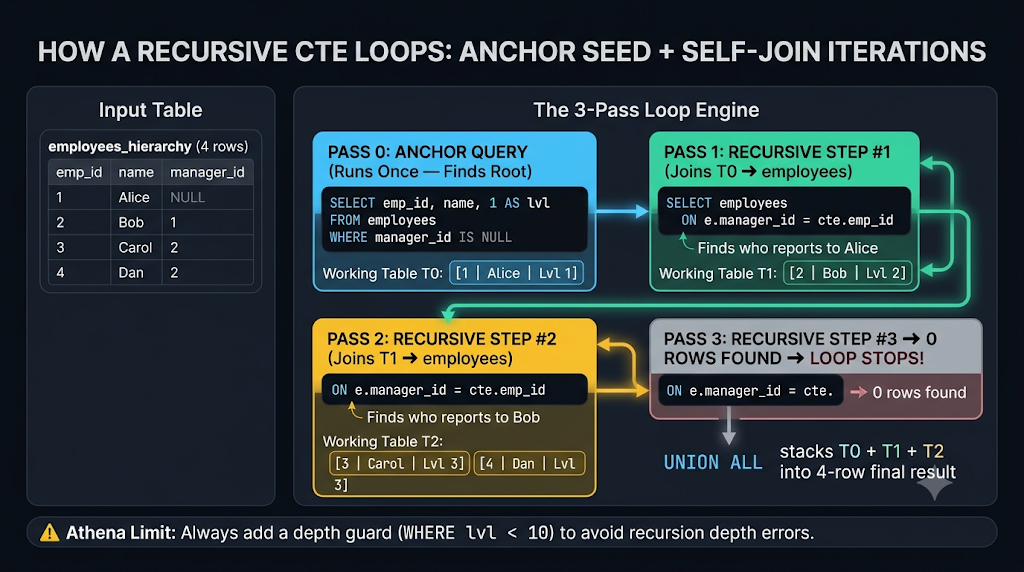 HOW A RECURSIVE CTE LOOPS: ANCHOR SEED + SELF-JOIN ITERATIONS
Input Table
employees_hierarchy (4 rows)
emp_id name manager_id
1 Alice NULL
2 Bob 1
3 Carol 2
4 Dan 2
The 3-Pass Loop Engine
PASS 0: ANCHOR QUERY
(Runs Once — Finds Root)
SELECT emp_id, name, 1 AS lvl
FROM employees
WHERE manager_id IS NULL
Working Table T0: [1 | Alice | Lvl 1]
PASS 1: RECURSIVE STEP #1
(Joins T0 ➔ employees)
SELECT employees
ON e.manager_id = cte.emp_id
Finds who reports to Alice
Working Table T1: [2 | Bob | Lvl 2]
PASS 2: RECURSIVE STEP #2
(Joins T1 ➔ employees)
ON e.manager_id = cte.emp_id
Finds who reports to Bob
Working Table T2:
[3 | Carol | Lvl 3] [4 | Dan | Lvl
3]
PASS 3: RECURSIVE STEP #3 ➔ 0
ROWS FOUND ➔ LOOP STOPS!
ON e.manager_id = cte. → 0 rows found
UNION ALL stacks T0 + T1 + T2
into 4-row final result
⚠️ Athena Limit: Always add a depth guard (WHERE lvl < 10) to avoid recursion depth errors.